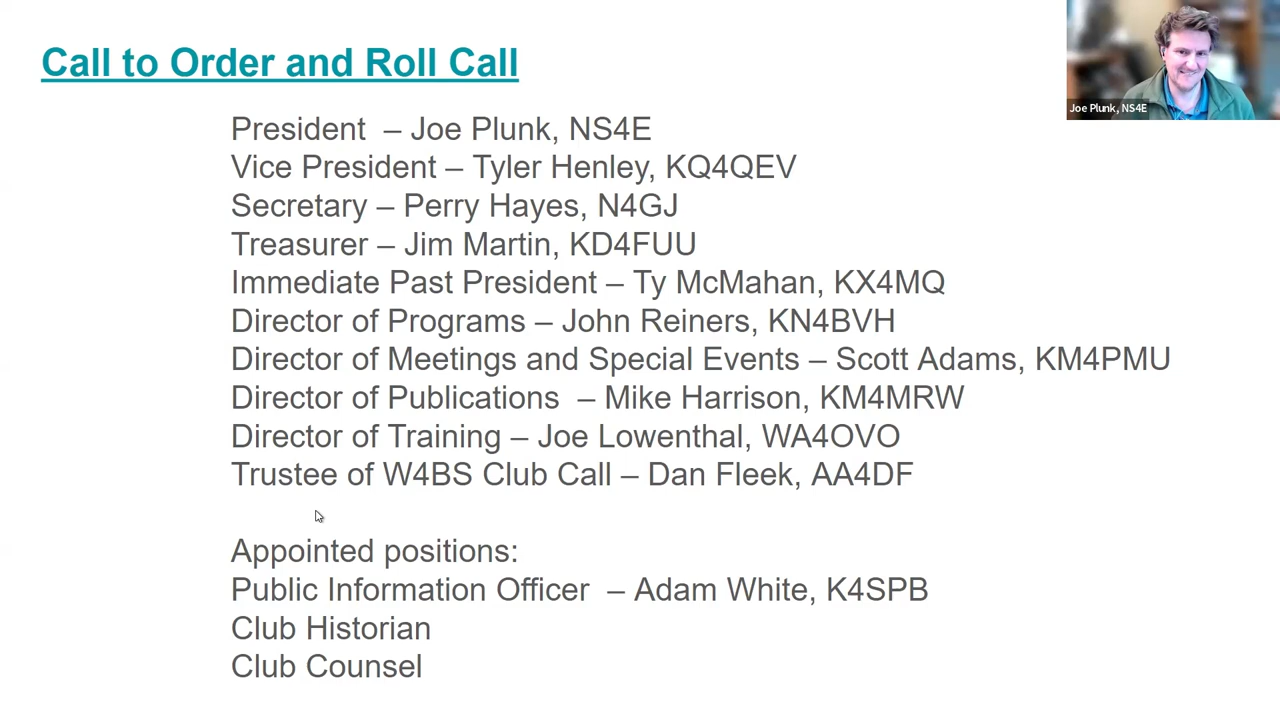 Call to Order and Roll Call
Joe Plunk, NS4E
President – Joe Plunk, NS4E
Vice President – Tyler Henley, KQ4QEV
Secretary – Perry Hayes, N4GJ
Treasurer – Jim Martin, KD4FUU
Immediate Past President – Ty McMahan, KX4MQ
Director of Programs – John Reiners, KN4BVH
Director of Meetings and Special Events – Scott Adams, KM4PMU
Director of Publications – Mike Harrison, KM4MRW
Director of Training – Joe Lowenthal, WA4OVO
Trustee of W4BS Club Call – Dan Fleek, AA4DF
Appointed positions:
Public Information Officer – Adam White, K4SPB
Club Historian
Club Counsel